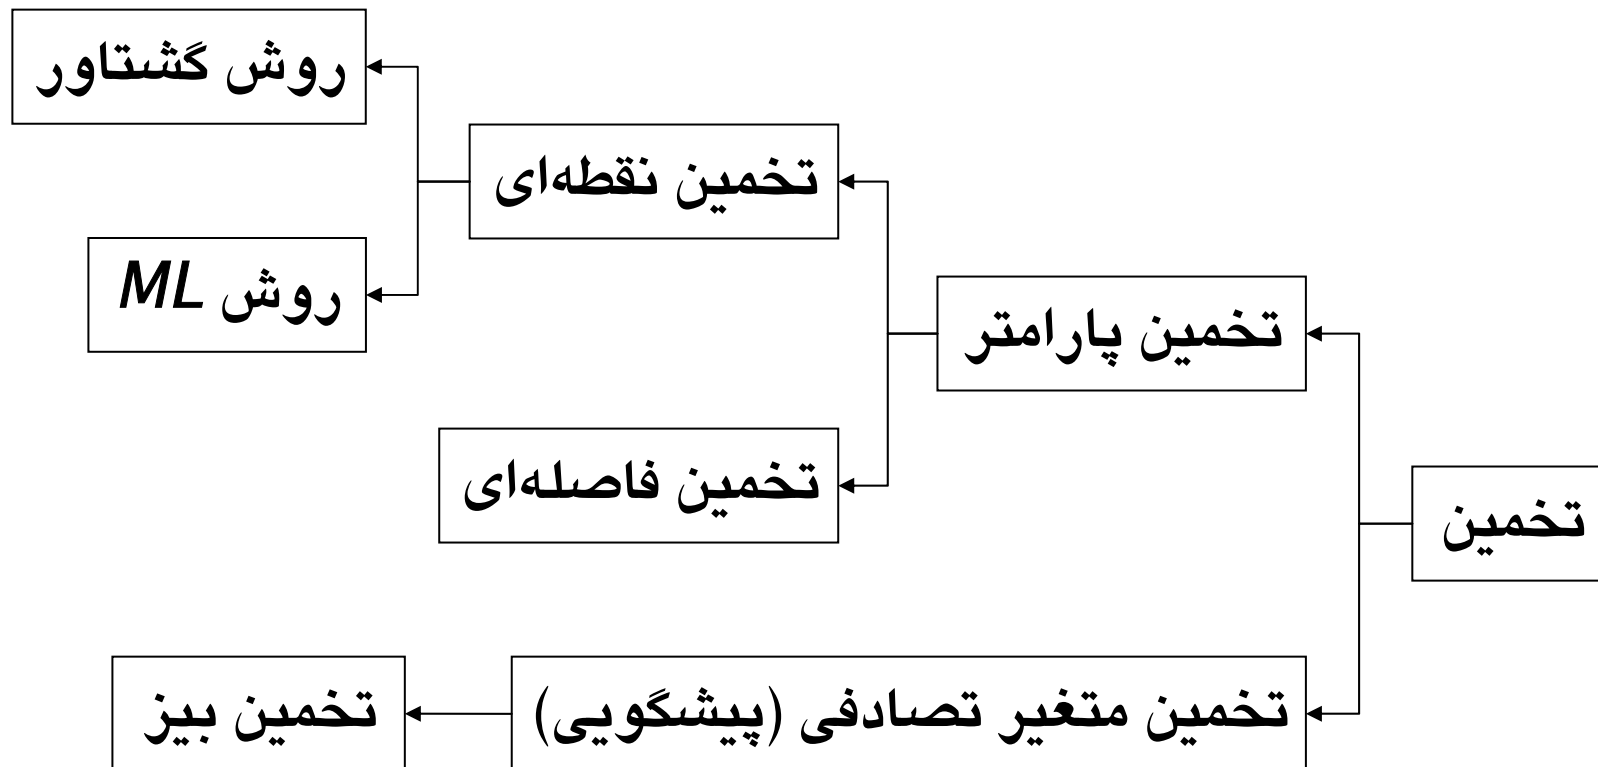 روش گشتاور
تخمین نقطه‌ای
روش ML
تخمین پارامتر
تخمین فاصله‌ای
تخمین
تخمین متغیر تصادفی (پیشگویی)
تخمین بیز